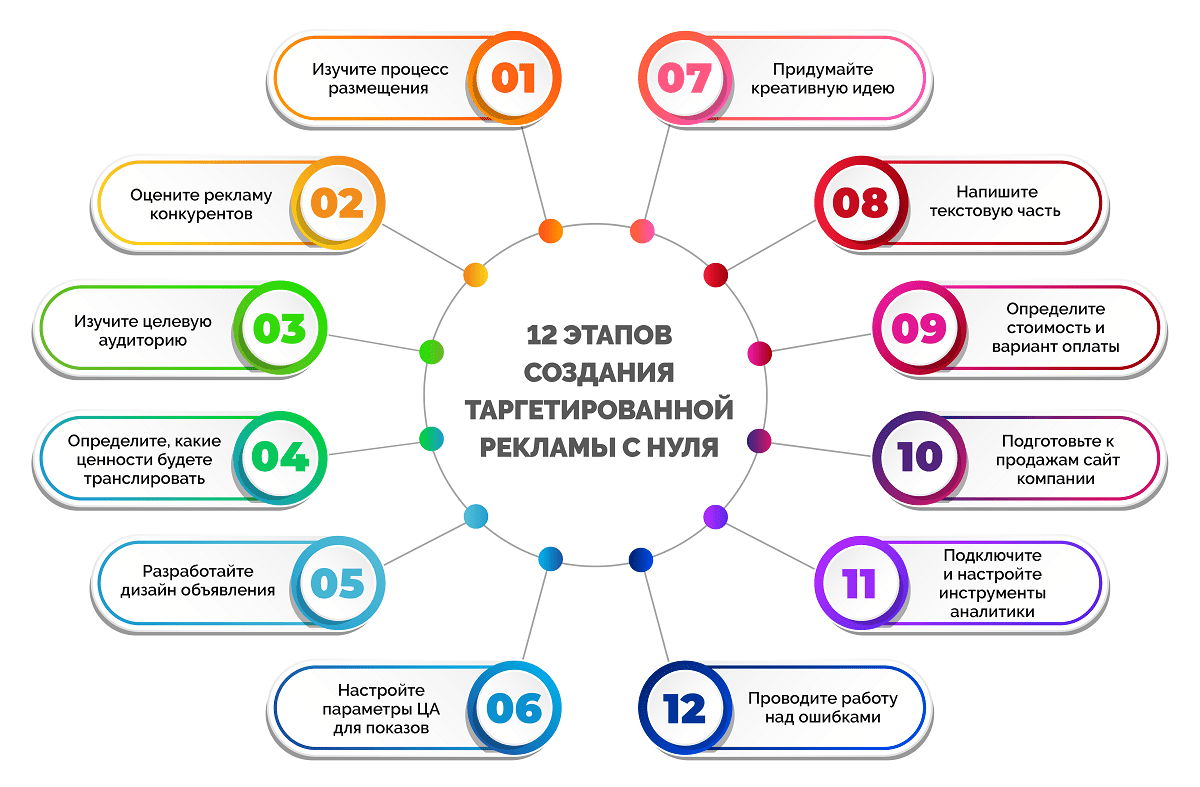 12 ЭТАПОВ
СОЗДАНИЯ
ТАРГЕТИРОВАННОЙ
РЕКЛАМЫ С НУЛЯ
01
Изучите процесс
размещения
02
Оцените рекламу
конкурентов
03
Изучите целевую
аудиторию
04
Определите, какие
ценности будете
транслировать
05
Разработайте
дизайн объявления
06
Настройте
параметры ЦА
для показов
07
Придумайте
креативную идею
08
Напишите
текстовую часть
09
Определите
стоимость и
вариант оплаты
10
Подготовьте к
продажам сайт
компании
11
Подключите
и настройте
инструменты
аналитики
12
Проводите работу
над ошибками